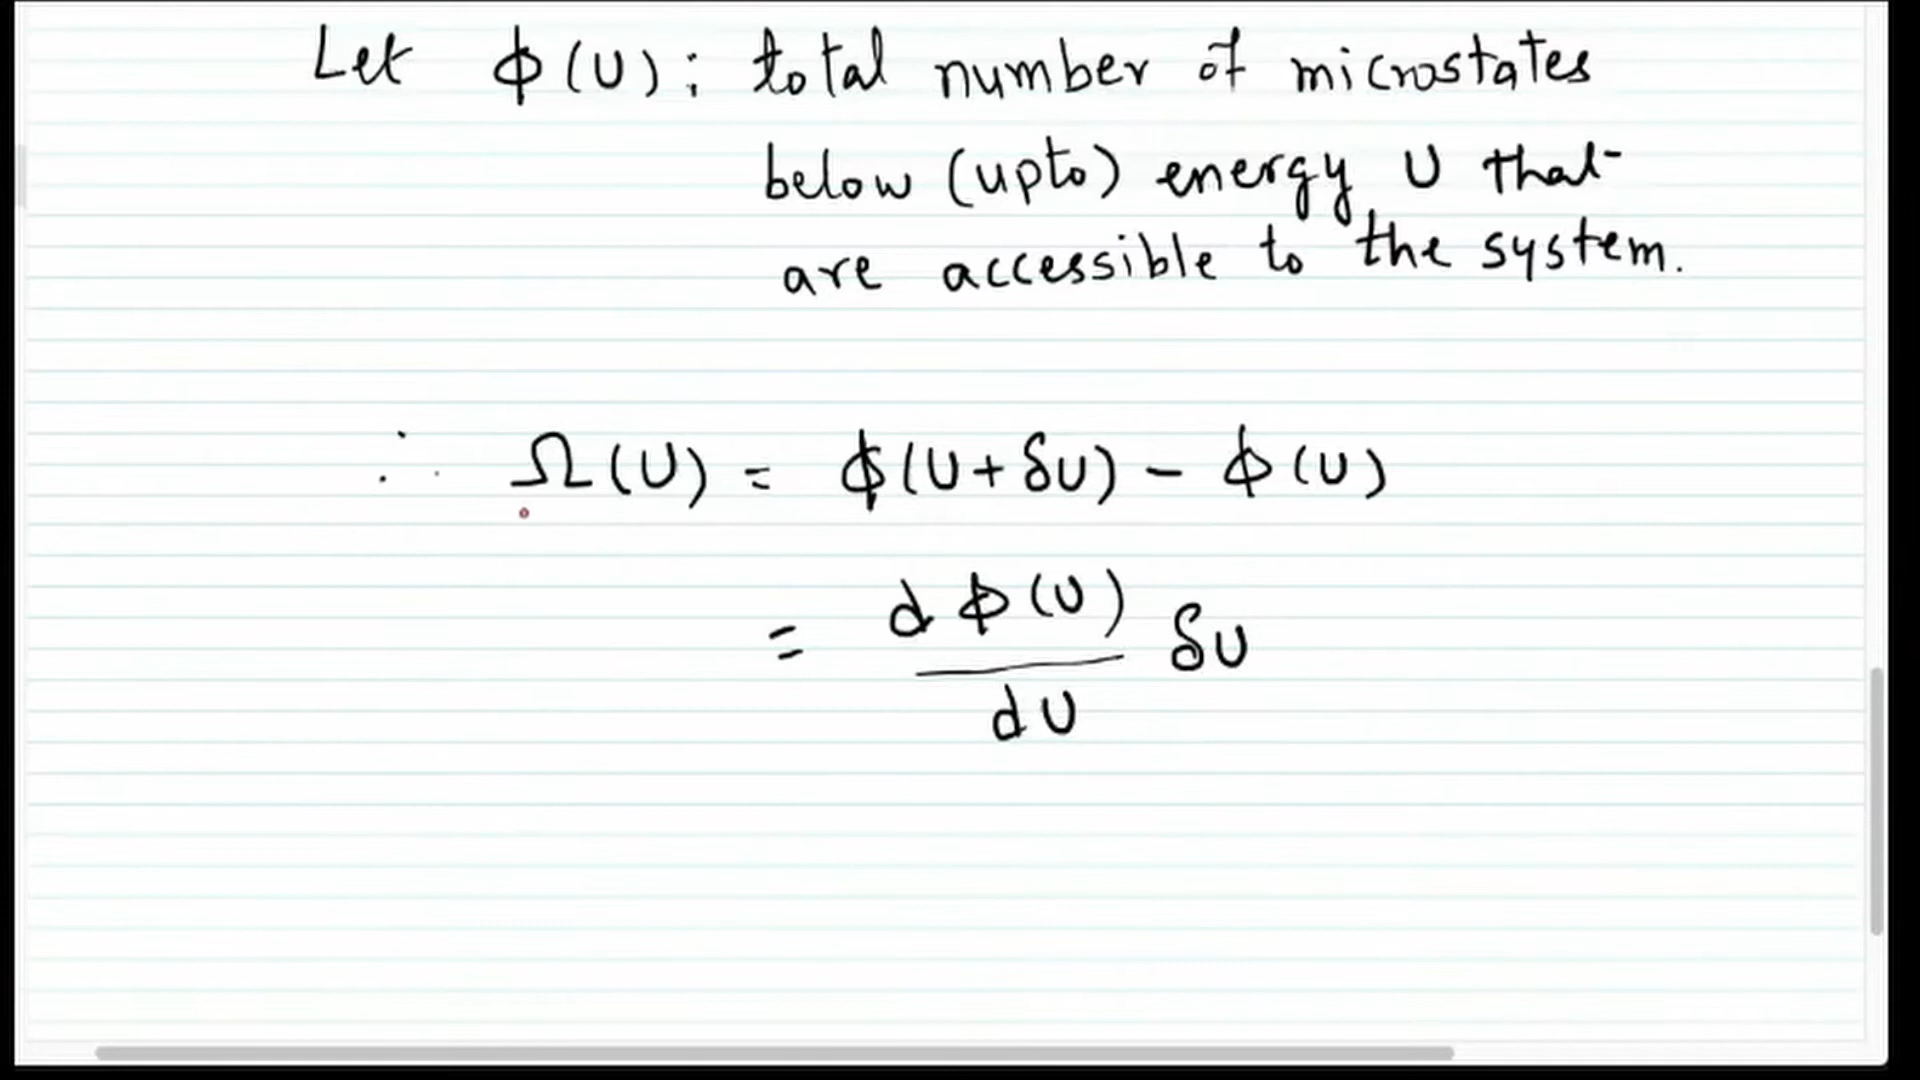 Let ϕ(U): total number of microstates
below (upto) energy U that
are accessible to the system.
∴ Ω(U) = ϕ(U+δU) - ϕ(U)
= dϕ(U)/dU δU